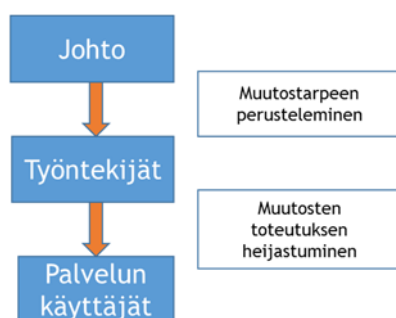 Johto
Muutostarpeen
perusteleminen
Työntekijät
Muutosten
toteutuksen
heijastuminen
Palvelun
käyttäjät